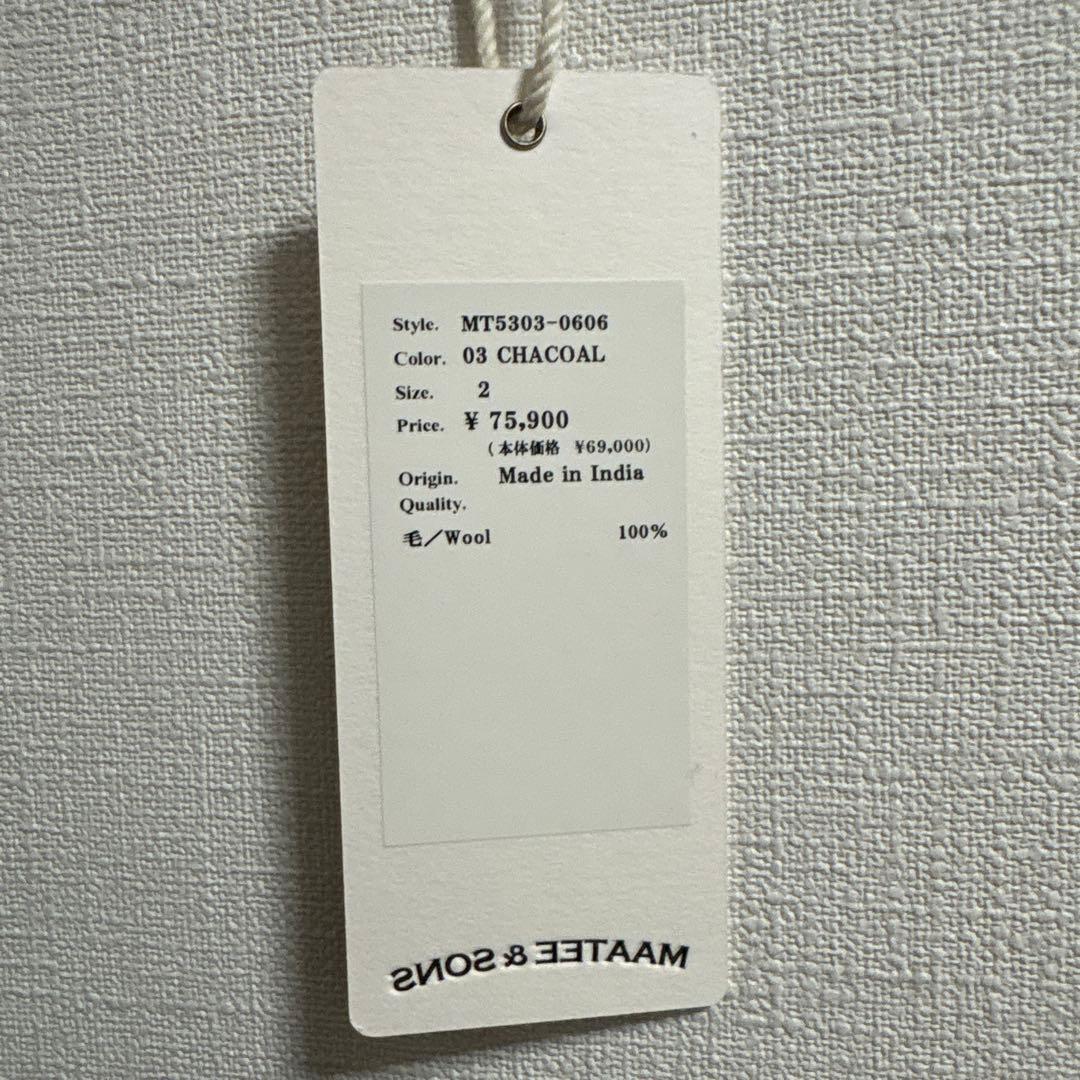 Style. MT5303-0606
Color. 03 CHACOAL
Size. 2
Price. ¥ 75,900
(本体価格 ¥69,000)
Origin. Made in India
Quality.
毛/Wool 100%
MAATEE & SONS